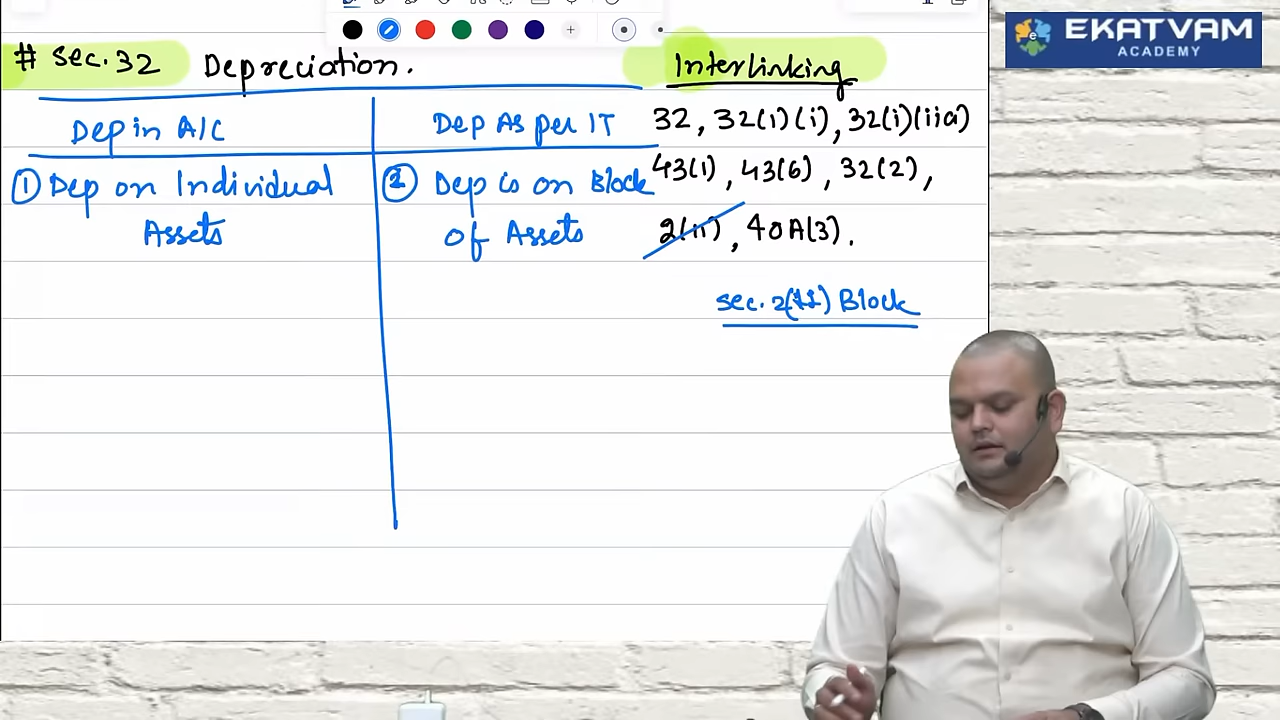 # Sec.32 Depreciation.
Interlinking
EKATVAM
ACADEMY
Dep in A/C
Dep As per IT
① Dep on Individual
Assets
② Dep is on Block
of Assets
32, 32(1)(i), 32(i)(iia)
43(1), 43(6), 32(2),
2(11), 40A(3).
sec. 2(11) Block